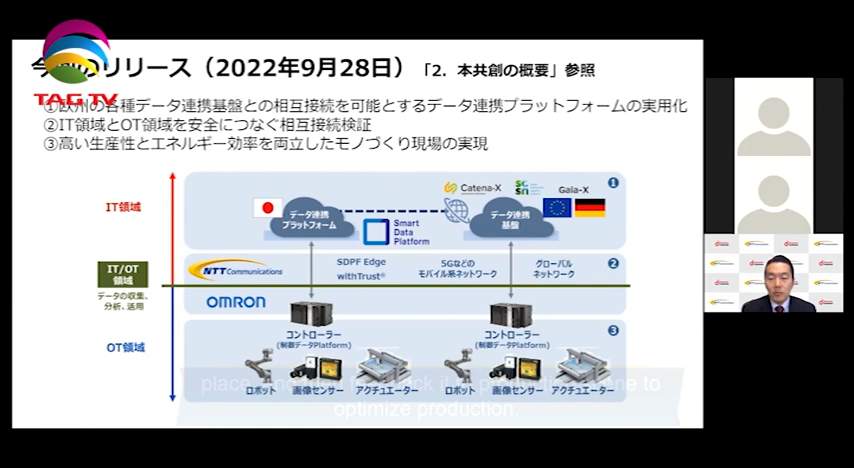 のリリース（2022年9月28日）「2．本共創の概要」参照
TAG TV
①欧州の各種データ連携基盤との相互接続を可能とするデータ連携プラットフォームの実用化
②IT領域とOT領域を安全につなぐ相互接続検証
③高い生産性とエネルギー効率を両立したモノづくり現場の実現
IT領域
データ連携
プラットフォーム
Smart
Data
Platform
Catena-X
Gaia-X
データ連携
基盤
1
IT/OT
領域
データの収集、
分析、活用
NTT Communications
SDPF Edge
withTrust®
5Gなどの
モバイル系ネットワーク
グローバル
ネットワーク
2
OMRON
OT領域
コントローラー
(制御データPlatform)
コントローラー
(制御データPlatform)
3
ロボット
画像センサー
アクチュエーター
ロボット
画像センサー
アクチュエーター
optimize production.